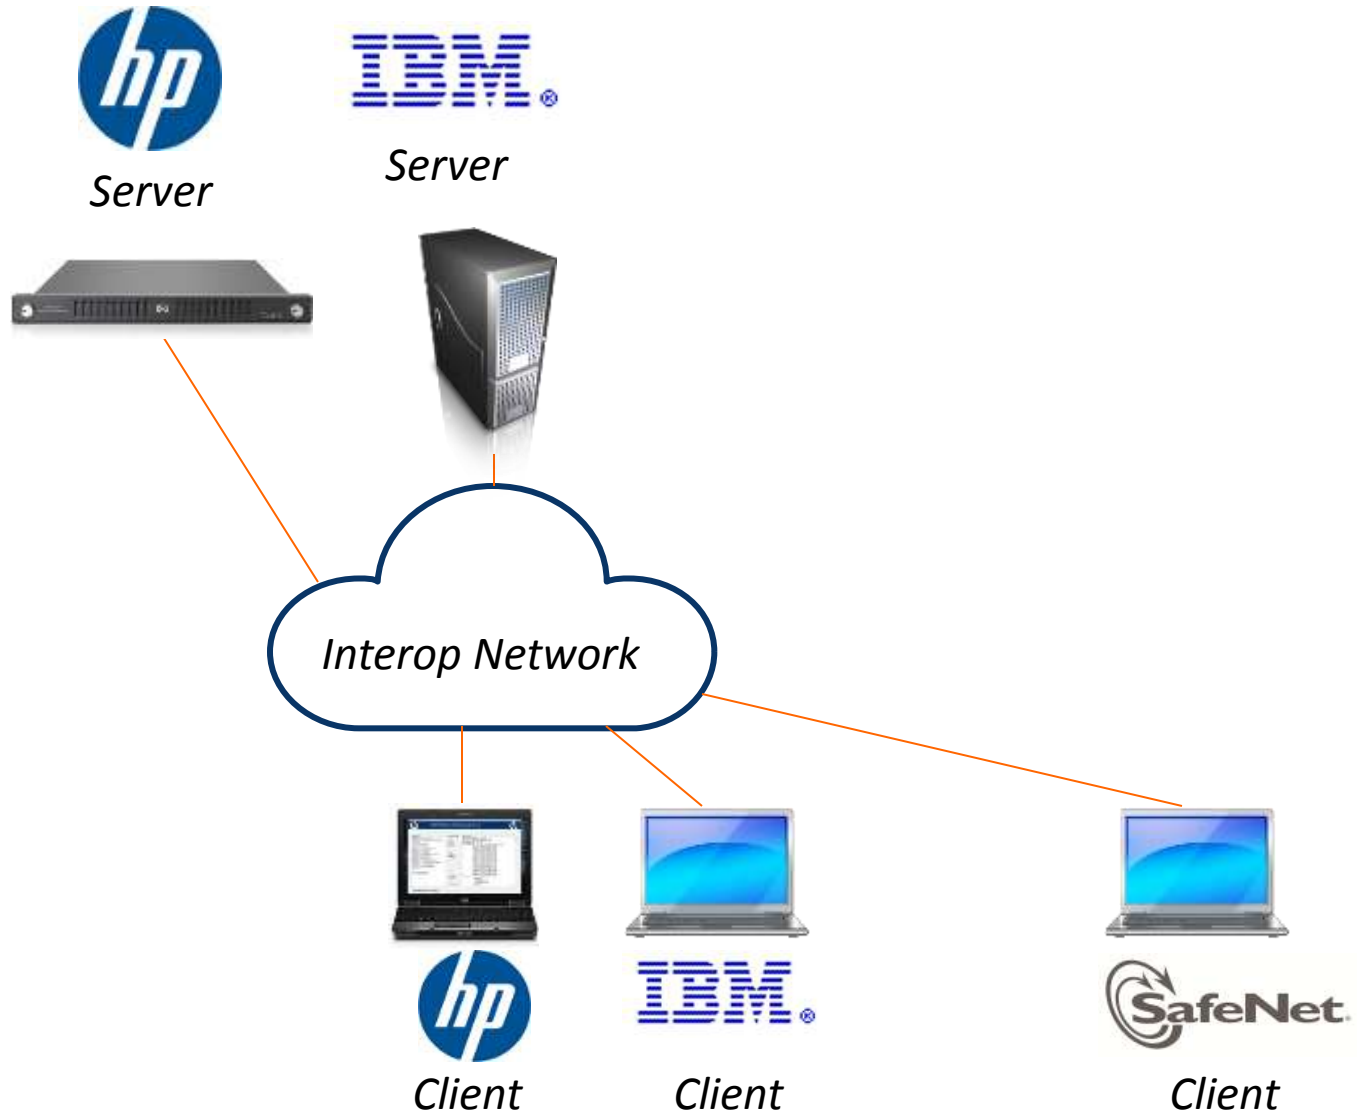 hp
IBM®
Server
Server
Interop Network
hp
IBM®
SafeNet
Client
Client
Client